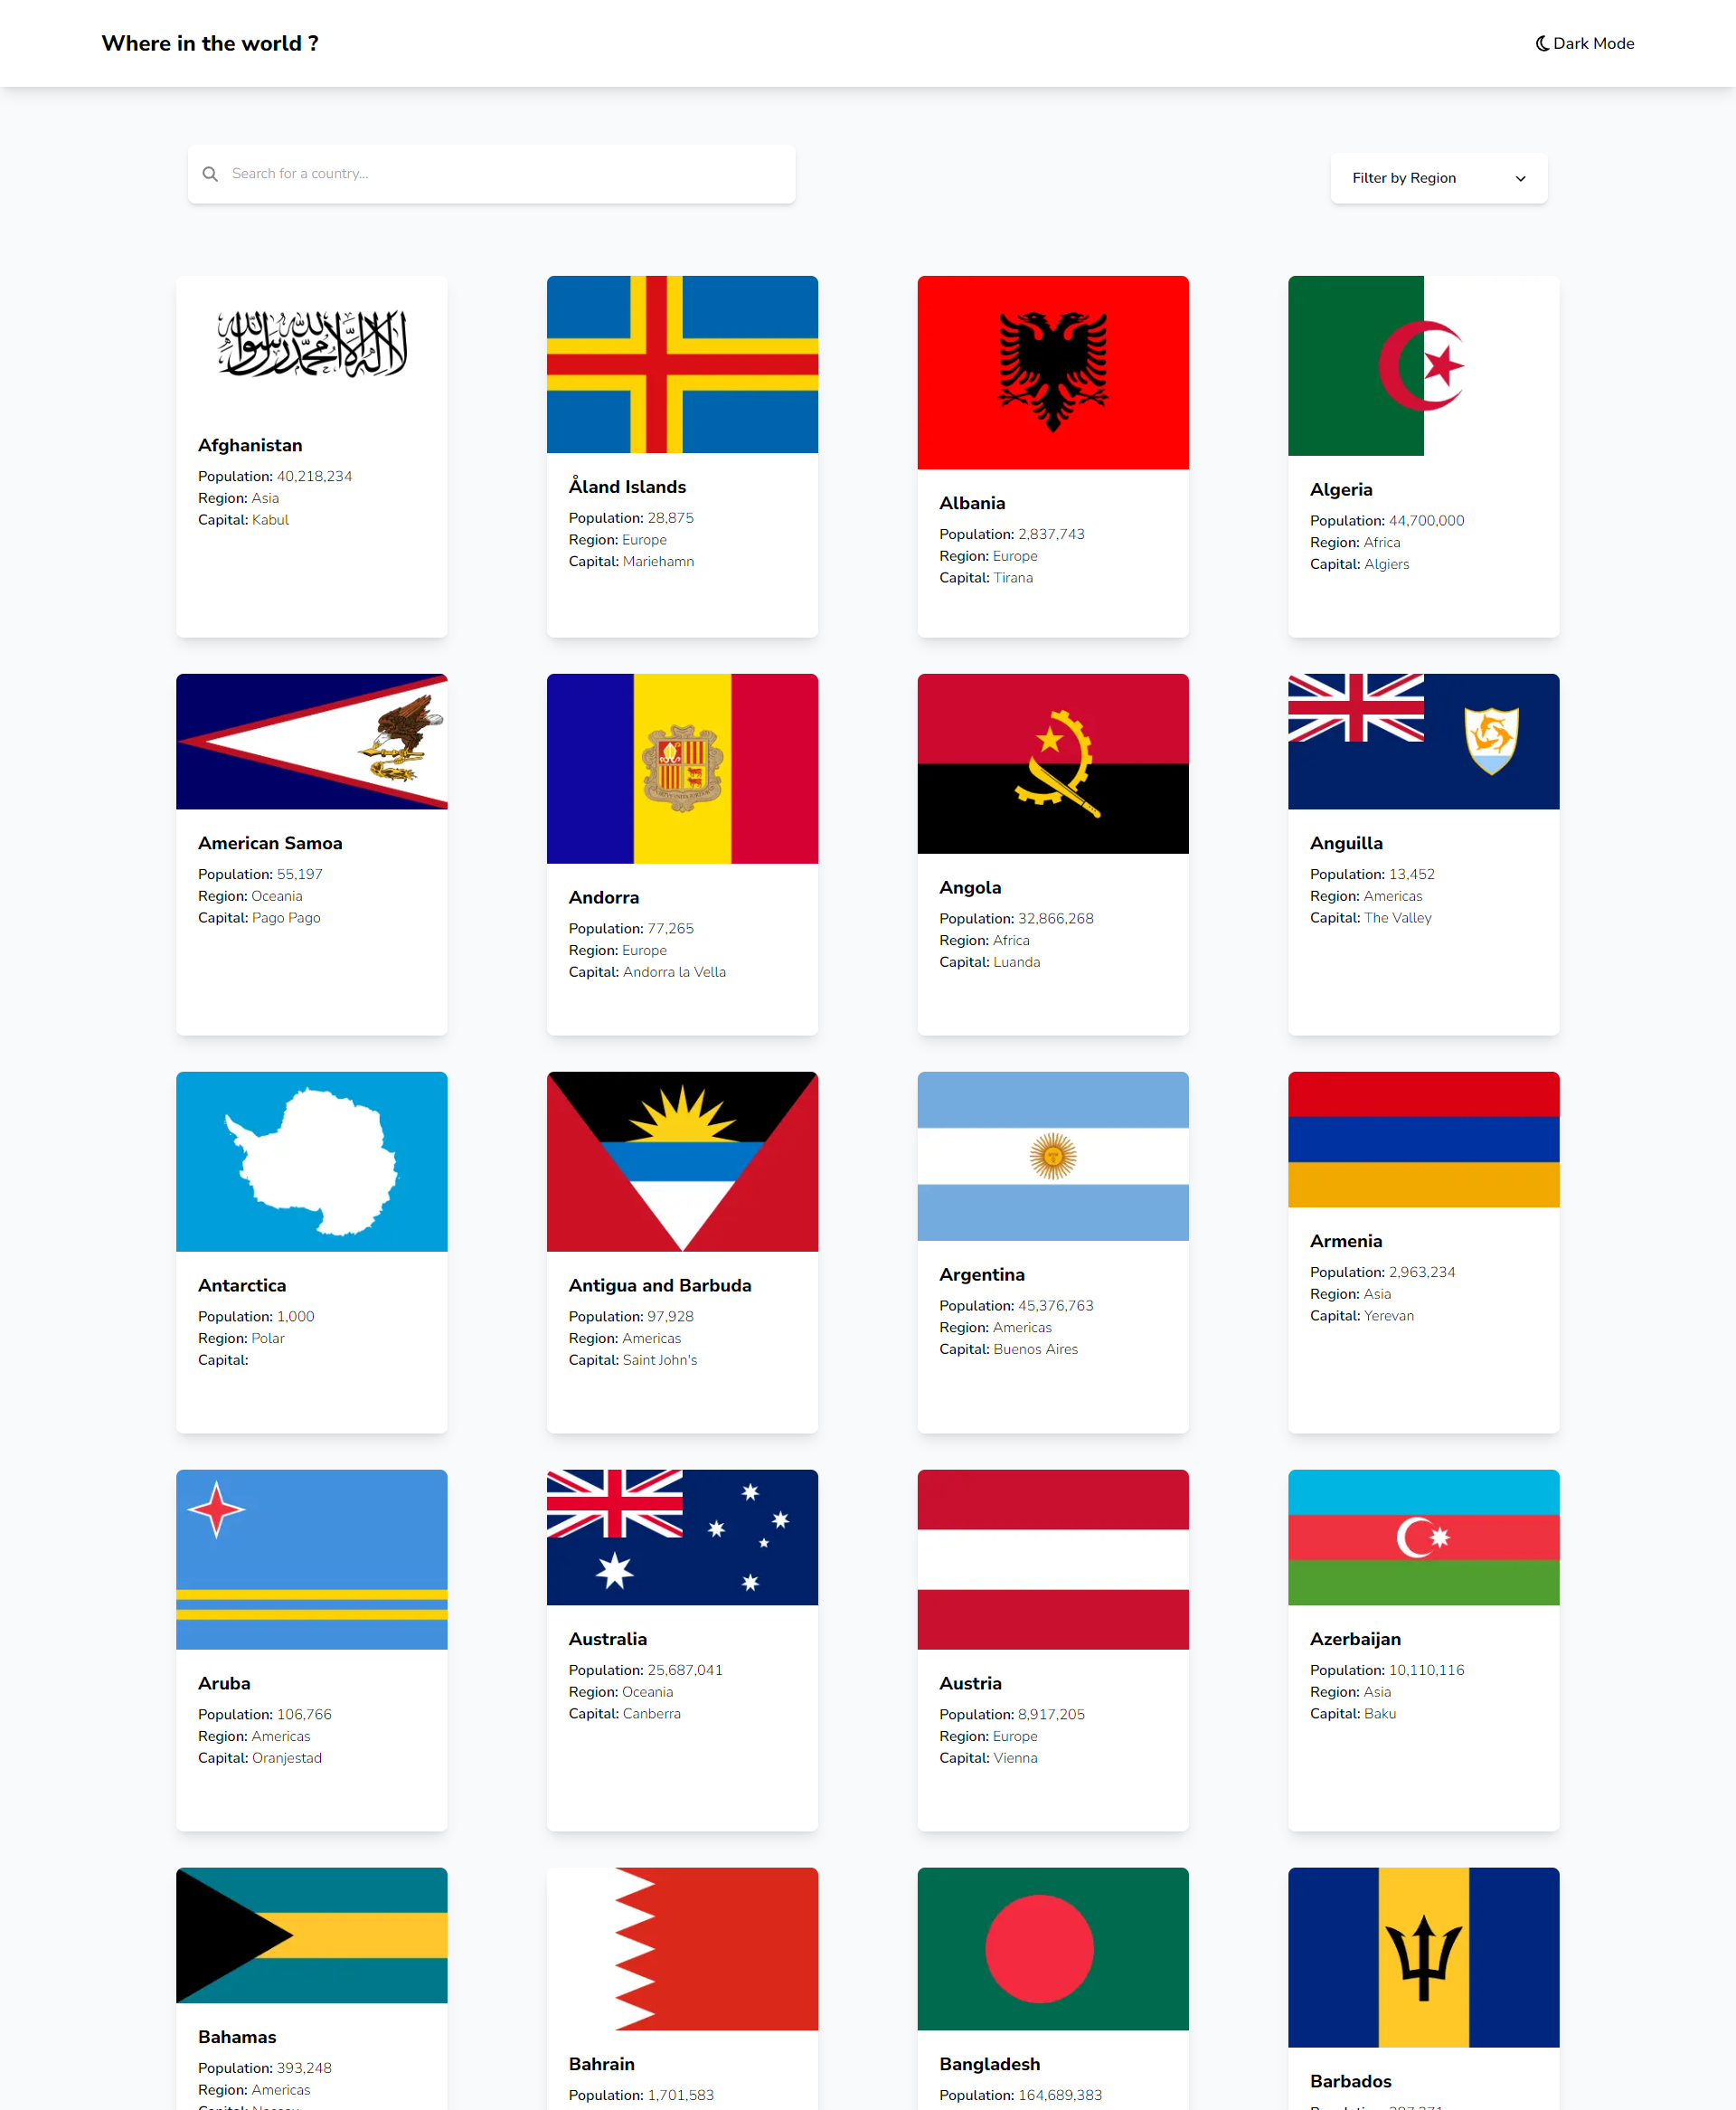 Where in the world ?
Dark Mode
Search for a country...
Filter by Region
لا إله إلا الله محمد رسول الله
Afghanistan
Population: 40,218,234
Region: Asia
Capital: Kabul
Åland Islands
Population: 28,875
Region: Europe
Capital: Mariehamn
Albania
Population: 2,837,743
Region: Europe
Capital: Tirana
Algeria
Population: 44,700,000
Region: Africa
Capital: Algiers
American Samoa
Population: 55,197
Region: Oceania
Capital: Pago Pago
Andorra
Population: 77,265
Region: Europe
Capital: Andorra la Vella
Angola
Population: 32,866,268
Region: Africa
Capital: Luanda
Anguilla
Population: 13,452
Region: Americas
Capital: The Valley
Antarctica
Population: 1,000
Region: Polar
Capital:
Antigua and Barbuda
Population: 97,928
Region: Americas
Capital: Saint John's
Argentina
Population: 45,376,763
Region: Americas
Capital: Buenos Aires
Armenia
Population: 2,963,234
Region: Asia
Capital: Yerevan
Aruba
Population: 106,766
Region: Americas
Capital: Oranjestad
Australia
Population: 25,687,041
Region: Oceania
Capital: Canberra
Austria
Population: 8,917,205
Region: Europe
Capital: Vienna
Azerbaijan
Population: 10,110,116
Region: Asia
Capital: Baku
Bahamas
Population: 393,248
Region: Americas
Bahrain
Population: 1,701,583
Bangladesh
Population: 164,689,383
Barbados